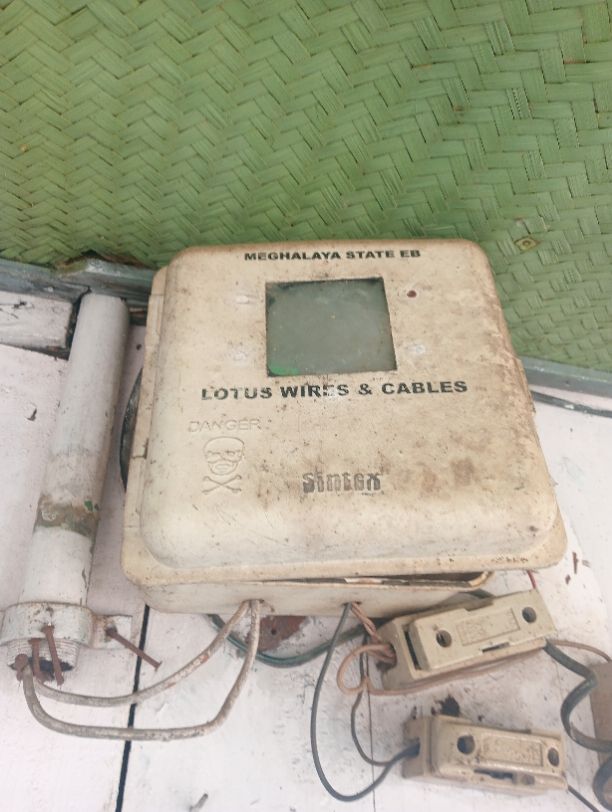 MEGHALAYA STATE EB
LOTUS WIRES & CABLES
DANGER
Sintex